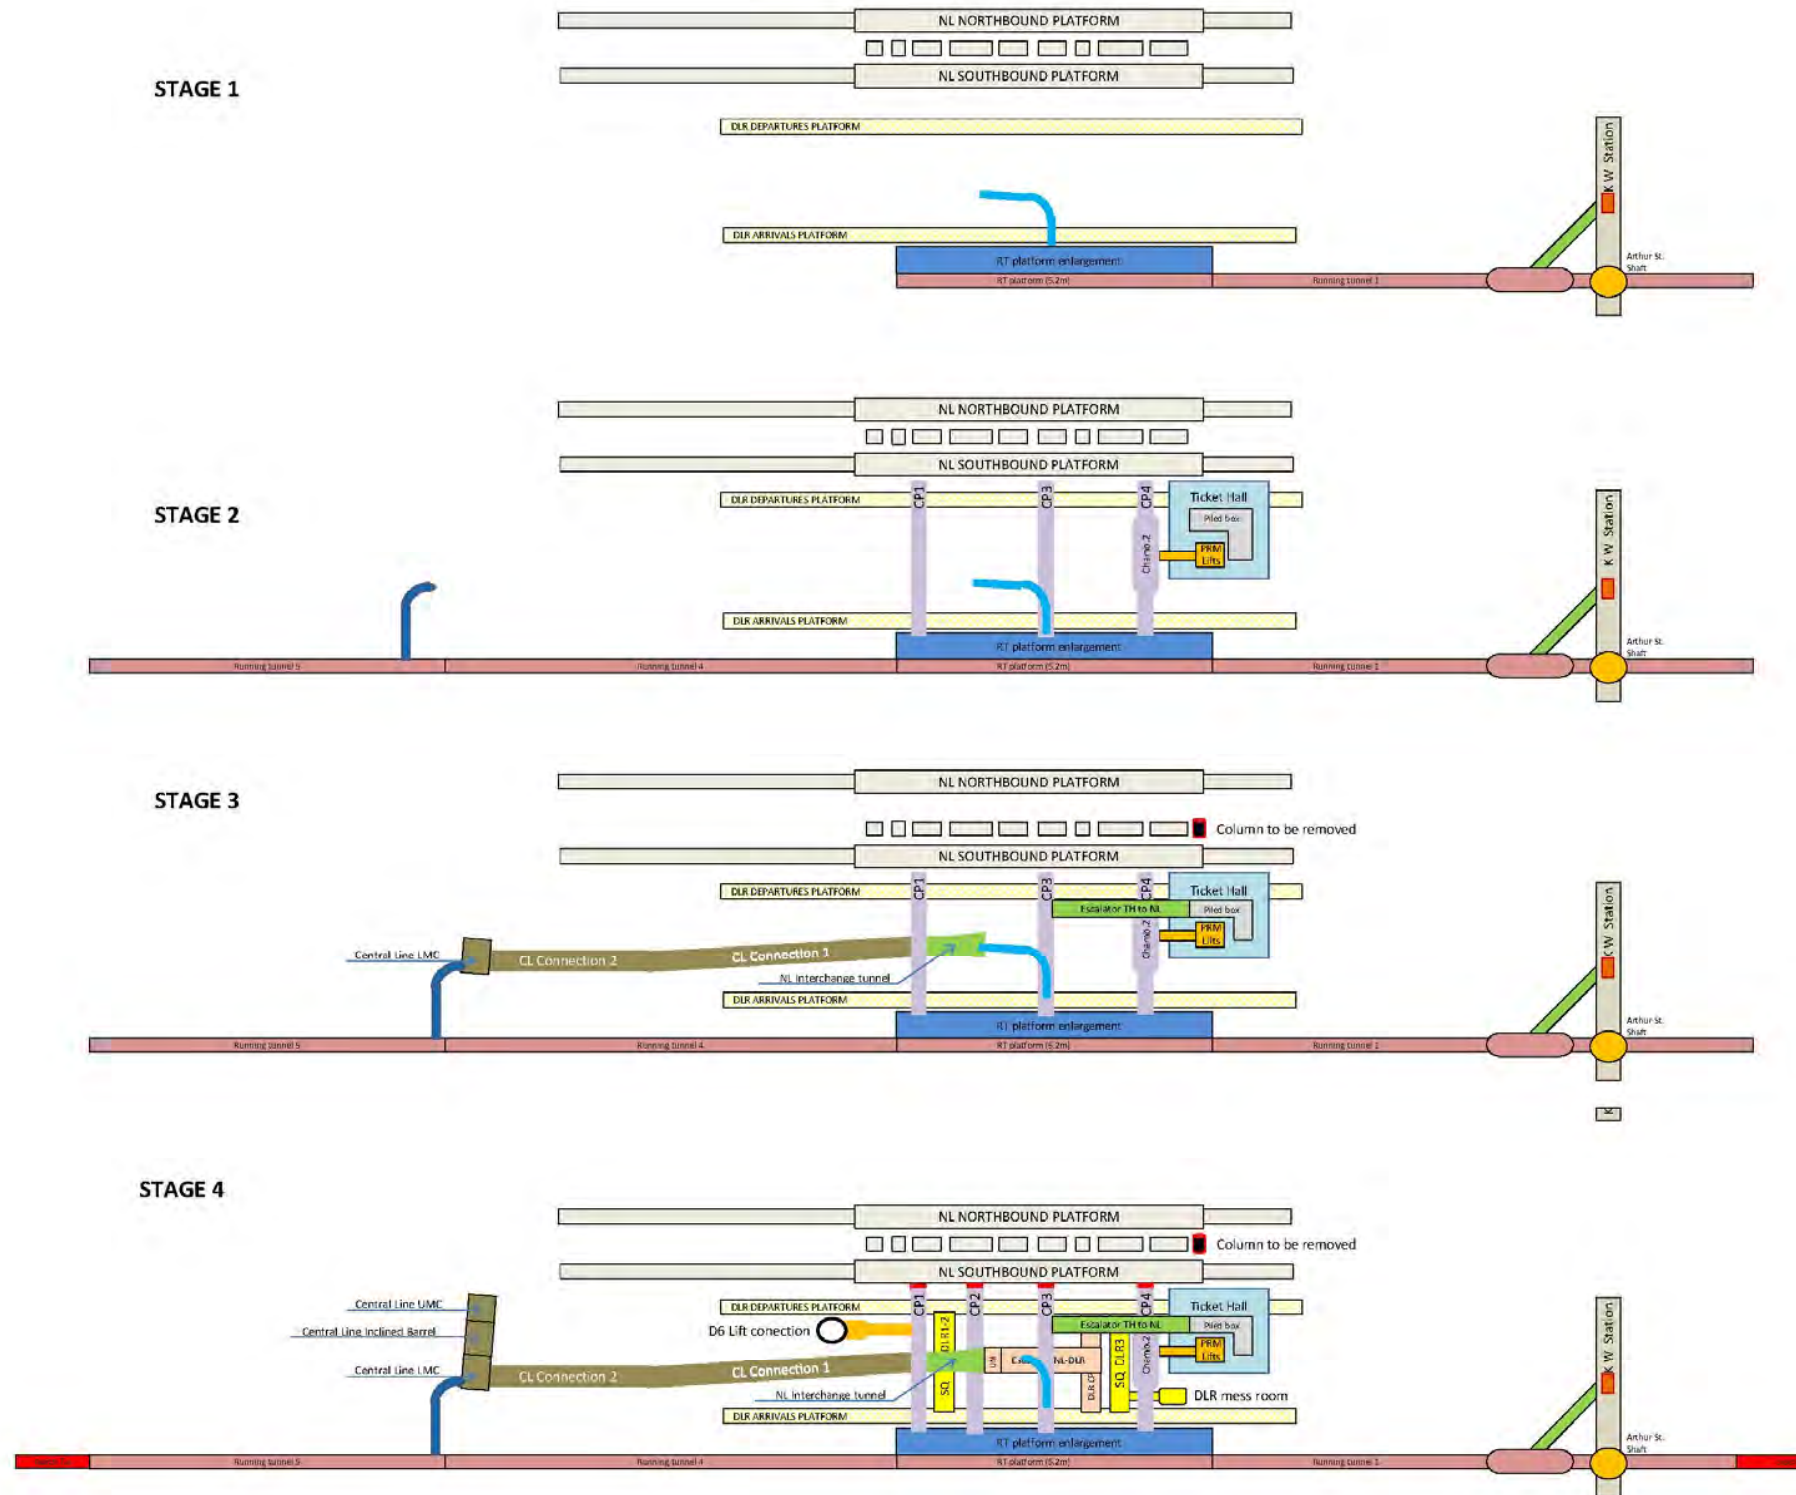 NL NORTHBOUND PLATFORM
NL SOUTHBOUND PLATFORM
STAGE 1
DLR DEPARTURES PLATFORM
K W Station
DLR ARRIVALS PLATFORM
RT platform enlargement
Arthur St.
Shaft
RT platform (5.2m)
Running tunnel 1
NL NORTHBOUND PLATFORM
NL SOUTHBOUND PLATFORM
STAGE 2
DLR DEPARTURES PLATFORM
CP1
CP3
CP4
Ticket Hall
Piled box
Chamb.2
PRM
Lifts
K W Station
DLR ARRIVALS PLATFORM
RT platform enlargement
Arthur St.
Shaft
Running tunnel 5
Running tunnel 4
RT platform (5.2m)
Running tunnel 1
NL NORTHBOUND PLATFORM
STAGE 3
Column to be removed
NL SOUTHBOUND PLATFORM
DLR DEPARTURES PLATFORM
CP1
CP3
CP4
Ticket Hall
Escalator TH to NL
Piled box
Chamb.2
PRM
Lifts
K W Station
Central Line LMC
CL Connection 2
CL Connection 1
NL Interchange tunnel
DLR ARRIVALS PLATFORM
RT platform enlargement
Arthur St.
Shaft
Running tunnel 5
Running tunnel 4
RT platform (5.2m)
Running tunnel 1
K
STAGE 4
NL NORTHBOUND PLATFORM
Column to be removed
NL SOUTHBOUND PLATFORM
Central Line UMC
DLR DEPARTURES PLATFORM
CP1
CP2
CP3
CP4
Ticket Hall
D6 Lift conection
SQ DLR1-2
Escalator TH to NL
Piled box
Central Line Inclined Barrel
SQ DLR3
Chamb.2
PRM
Lifts
K W Station
Central Line LMC
CL Connection 2
CL Connection 1
NL-DLR
DLR CP
NL Interchange tunnel
DLR mess room
DLR ARRIVALS PLATFORM
RT platform enlargement
Arthur St.
Shaft
Running tunnel 5
Running tunnel 4
RT platform (5.2m)
Running tunnel 1